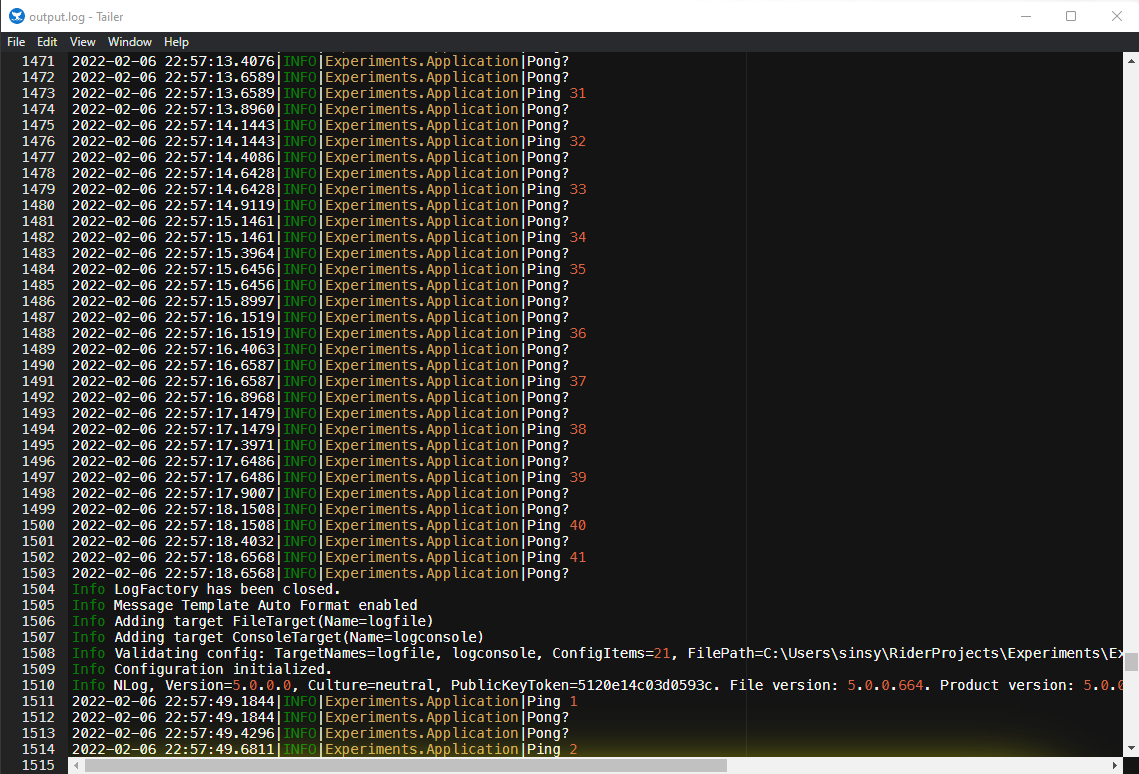 output.log - Tailer
File Edit View Window Help
1471 2022-02-06 22:57:13.4076|INFO|Experiments.Application|Pong?
1472 2022-02-06 22:57:13.6589|INFO|Experiments.Application|Pong?
1473 2022-02-06 22:57:13.6589|INFO|Experiments.Application|Ping 31
1474 2022-02-06 22:57:13.8960|INFO|Experiments.Application|Pong?
1475 2022-02-06 22:57:14.1443|INFO|Experiments.Application|Pong?
1476 2022-02-06 22:57:14.1443|INFO|Experiments.Application|Ping 32
1477 2022-02-06 22:57:14.4086|INFO|Experiments.Application|Pong?
1478 2022-02-06 22:57:14.6428|INFO|Experiments.Application|Pong?
1479 2022-02-06 22:57:14.6428|INFO|Experiments.Application|Ping 33
1480 2022-02-06 22:57:14.9119|INFO|Experiments.Application|Pong?
1481 2022-02-06 22:57:15.1461|INFO|Experiments.Application|Pong?
1482 2022-02-06 22:57:15.1461|INFO|Experiments.Application|Ping 34
1483 2022-02-06 22:57:15.3964|INFO|Experiments.Application|Pong?
1484 2022-02-06 22:57:15.6456|INFO|Experiments.Application|Ping 35
1485 2022-02-06 22:57:15.6456|INFO|Experiments.Application|Pong?
1486 2022-02-06 22:57:15.8997|INFO|Experiments.Application|Pong?
1487 2022-02-06 22:57:16.1519|INFO|Experiments.Application|Pong?
1488 2022-02-06 22:57:16.1519|INFO|Experiments.Application|Ping 36
1489 2022-02-06 22:57:16.4063|INFO|Experiments.Application|Pong?
1490 2022-02-06 22:57:16.6587|INFO|Experiments.Application|Pong?
1491 2022-02-06 22:57:16.6587|INFO|Experiments.Application|Ping 37
1492 2022-02-06 22:57:16.8968|INFO|Experiments.Application|Pong?
1493 2022-02-06 22:57:17.1479|INFO|Experiments.Application|Pong?
1494 2022-02-06 22:57:17.1479|INFO|Experiments.Application|Ping 38
1495 2022-02-06 22:57:17.3971|INFO|Experiments.Application|Pong?
1496 2022-02-06 22:57:17.6486|INFO|Experiments.Application|Pong?
1497 2022-02-06 22:57:17.6486|INFO|Experiments.Application|Ping 39
1498 2022-02-06 22:57:17.9007|INFO|Experiments.Application|Pong?
1499 2022-02-06 22:57:18.1508|INFO|Experiments.Application|Pong?
1500 2022-02-06 22:57:18.1508|INFO|Experiments.Application|Ping 40
1501 2022-02-06 22:57:18.4032|INFO|Experiments.Application|Pong?
1502 2022-02-06 22:57:18.6568|INFO|Experiments.Application|Ping 41
1503 2022-02-06 22:57:18.6568|INFO|Experiments.Application|Pong?
1504 Info LogFactory has been closed.
1505 Info Message Template Auto Format enabled
1506 Info Adding target FileTarget(Name=logfile)
1507 Info Adding target ConsoleTarget(Name=logconsole)
1508 Info Validating config: TargetNames=logfile, logconsole, ConfigItems=21, FilePath=C:\Users\sinsy\RiderProjects\Experiments\Ex
1509 Info Configuration initialized.
1510 Info NLog, Version=5.0.0.0, Culture=neutral, PublicKeyToken=5120e14c03d0593c. File version: 5.0.0.664. Product version: 5.0.0
1511 2022-02-06 22:57:49.1844|INFO|Experiments.Application|Ping 1
1512 2022-02-06 22:57:49.1844|INFO|Experiments.Application|Pong?
1513 2022-02-06 22:57:49.4296|INFO|Experiments.Application|Pong?
1514 2022-02-06 22:57:49.6811|INFO|Experiments.Application|Ping 2
1515